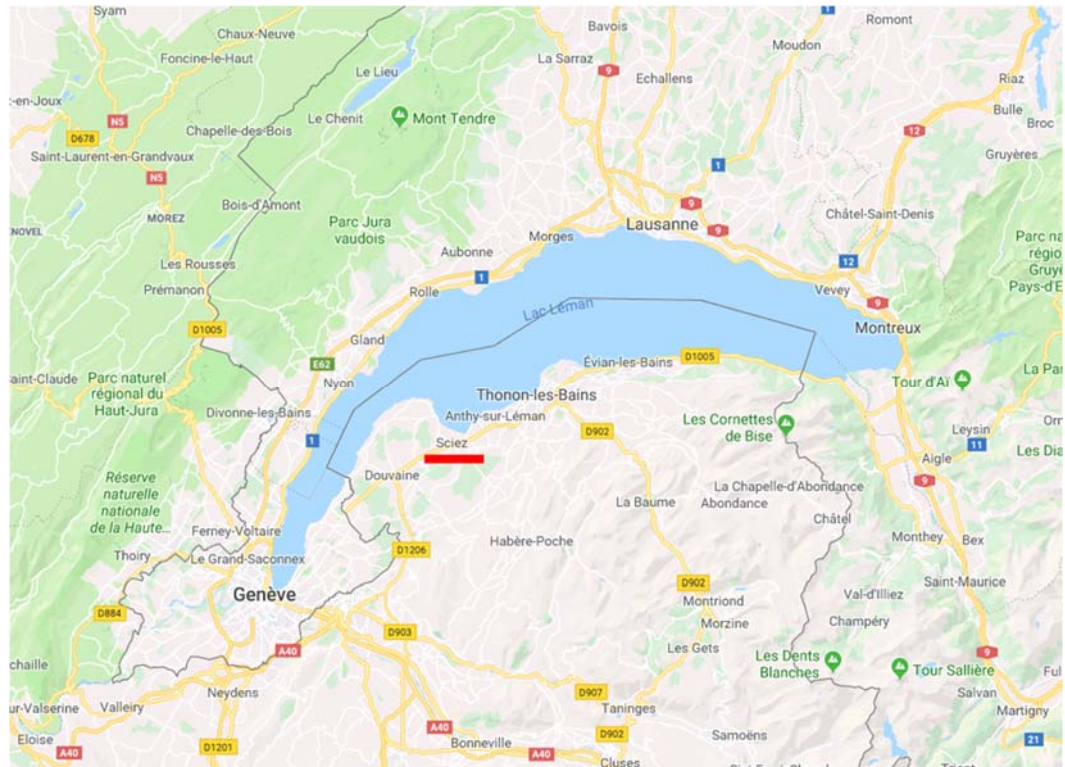 Syam
Chaux-Neuve
Bavois
Romont
Foncine-le-Haut
La Sarraz
Moudon
1
9
Echallens
Riaz
Le Lieu
-en-Joux
Le Chenit
Mont Tendre
Bulle
Broc
N5
Chapelle-des-Bois
12
D678
Saint-Laurent-en-Grandvaux
1
Gruyères
N5
Bois-d'Amont
9
MOREZ
Parc Jura
vaudois
Lausanne
Châtel-Saint-Denis
ENOVEL
9
Morges
Aubonne
12
Les Rousses
1
Prémanon
Rolle
Vevey
9
Pays-d'E
D1005
Lac Léman
Montreux
Gland
E62
Évian-les-Bains
D1005
aint-Claude
Parc naturel
régional du
Haut-Jura
Nyon
Tour d'Aï
La Pa
Thonon-les-Bains
Divonne-les-Bains
Anthy-sur-Léman
Les Cornettes
de Bise
1
D902
Leysin
11
Sciez
Aigle
Les Dia
Douvaine
9
Réserve
naturelle
nationale
de la Haute...
La Chapelle-d'Abondance
La Baume
Abondance
Châtel
Ferney-Voltaire
Monthey
Bex
Thoiry
Le Grand-Saconnex
D1206
Habère-Poche
Genève
D902
Saint-Maurice
Montriond
Val-d'Illiez
D884
Morzine
Champéry
D903
A40
Les Gets
Les Dents
Blanches
9
Tour Sallière
chaille
Neydens
D907
Salvan
ur-Valserine
Valleiry
Taninges
Martigny
A40
D902
Samoëns
21
Eloise
A40
D1201
Bonneville
A40
Cluses